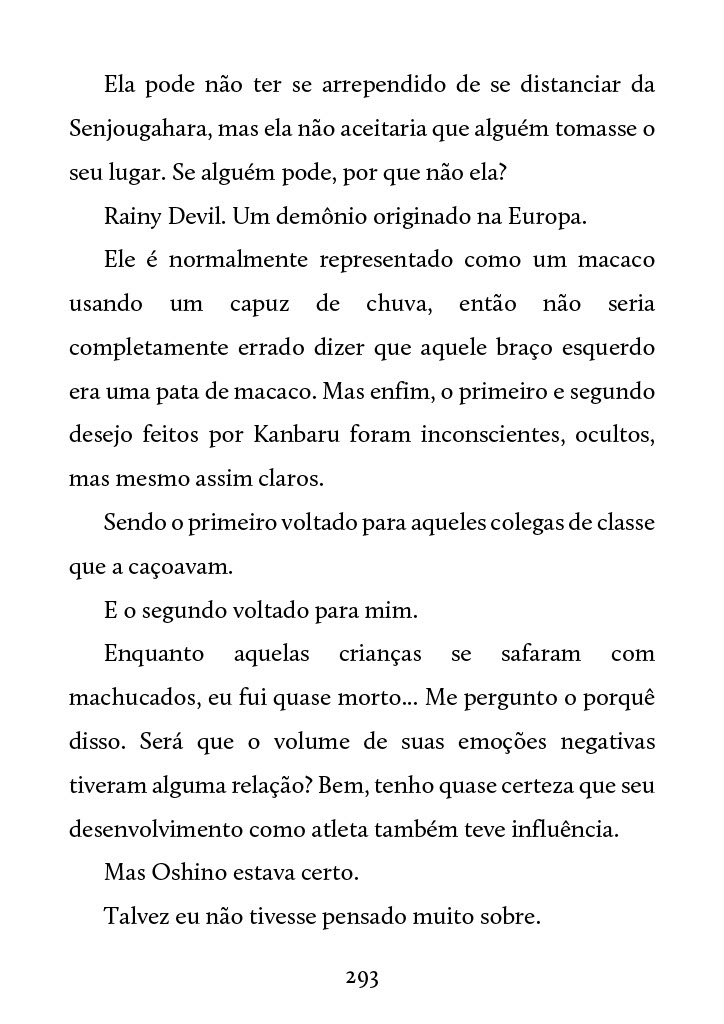 Ela pode não ter se arrependido de se distanciar da
Senjougahara, mas ela não aceitaria que alguém tomasse o
seu lugar. Se alguém pode, por que não ela?
Rainy Devil. Um demônio originado na Europa.
Ele é normalmente representado como um macaco
usando um capuz de chuva, então não seria
completamente errado dizer que aquele braço esquerdo
era uma pata de macaco. Mas enfim, o primeiro e segundo
desejo feitos por Kanbaru foram inconscientes, ocultos,
mas mesmo assim claros.
Sendo o primeiro voltado para aqueles colegas de classe
que a caçoavam.
E o segundo voltado para mim.
Enquanto aquelas crianças se safaram com
machucados, eu fui quase morto... Me pergunto o porquê
disso. Será que o volume de suas emoções negativas
tiveram alguma relação? Bem, tenho quase certeza que seu
desenvolvimento como atleta também teve influência.
Mas Oshino estava certo.
Talvez eu não tivesse pensado muito sobre.
293